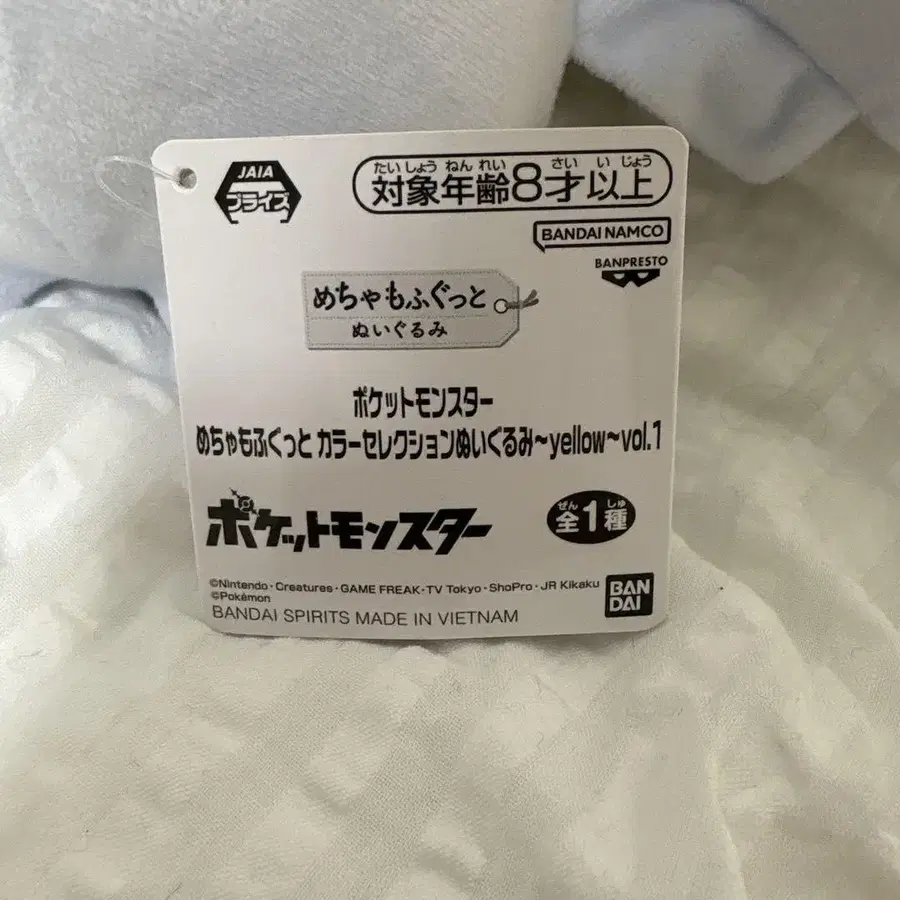 JAIA
プライズ
たいしょうねんれい さい いじょう
対象年齢8才以上
BANDAI NAMCO
BANPRESTO
めちゃもふぐっと
ぬいぐるみ
ポケットモンスター
めちゃもふぐっと カラーセレクションぬいぐるみ~yellow~vol.1
ポケットモンスター
ぜん しゅ
全1種
©Nintendo・Creatures・GAME FREAK・TV Tokyo・ShoPro・JR Kikaku
©Pokémon
BANDAI SPIRITS MADE IN VIETNAM
BAN
DAI